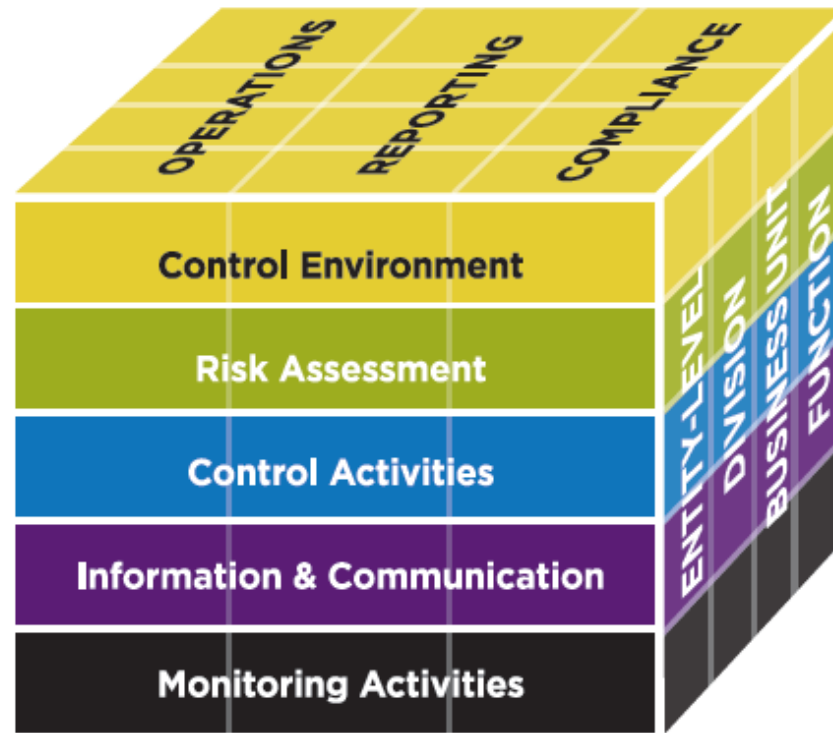 OPERATIONS
REPORTING
COMPLIANCE
Control Environment
Risk Assessment
Control Activities
Information & Communication
Monitoring Activities
ENTITY-LEVEL
DIVISION
BUSINESS UNIT
FUNCTION